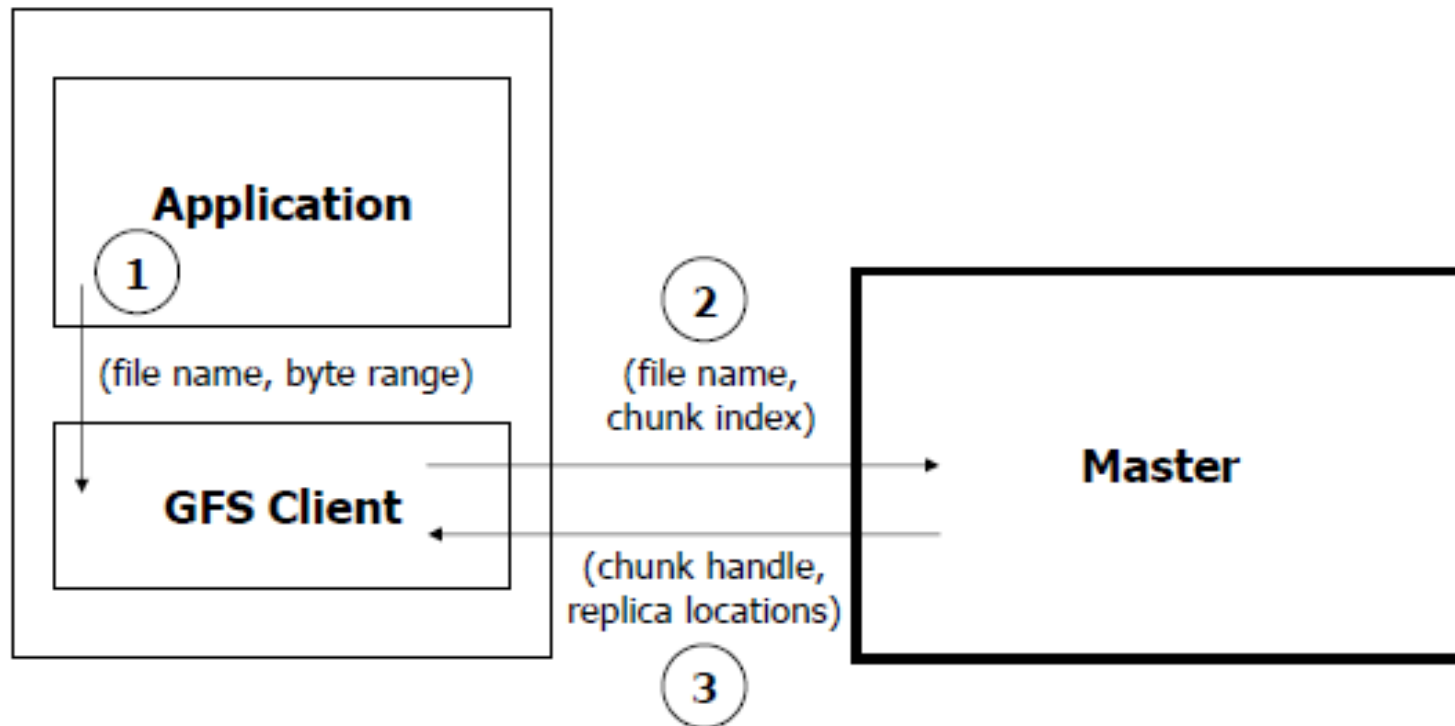 Application
1
(file name, byte range)
GFS Client
2
(file name,
chunk index)
(chunk handle,
replica locations)
3
Master